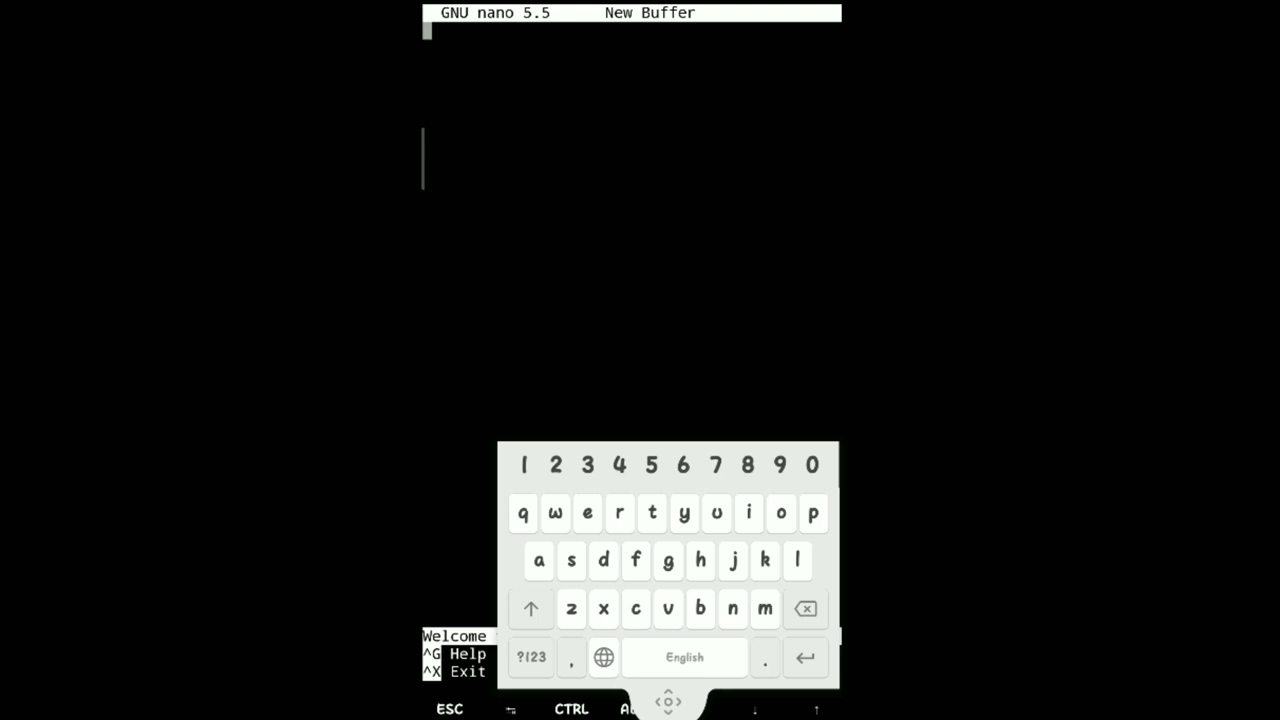 GNU nano 5.5 New Buffer
1 2 3 4 5 6 7 8 9 0
q w e r t y u i o p
a s d f g h j k l
z x c v b n m
Welcome
^G Help
?123 , English .
^X Exit
ESC ↹ CTRL ↓ ↑